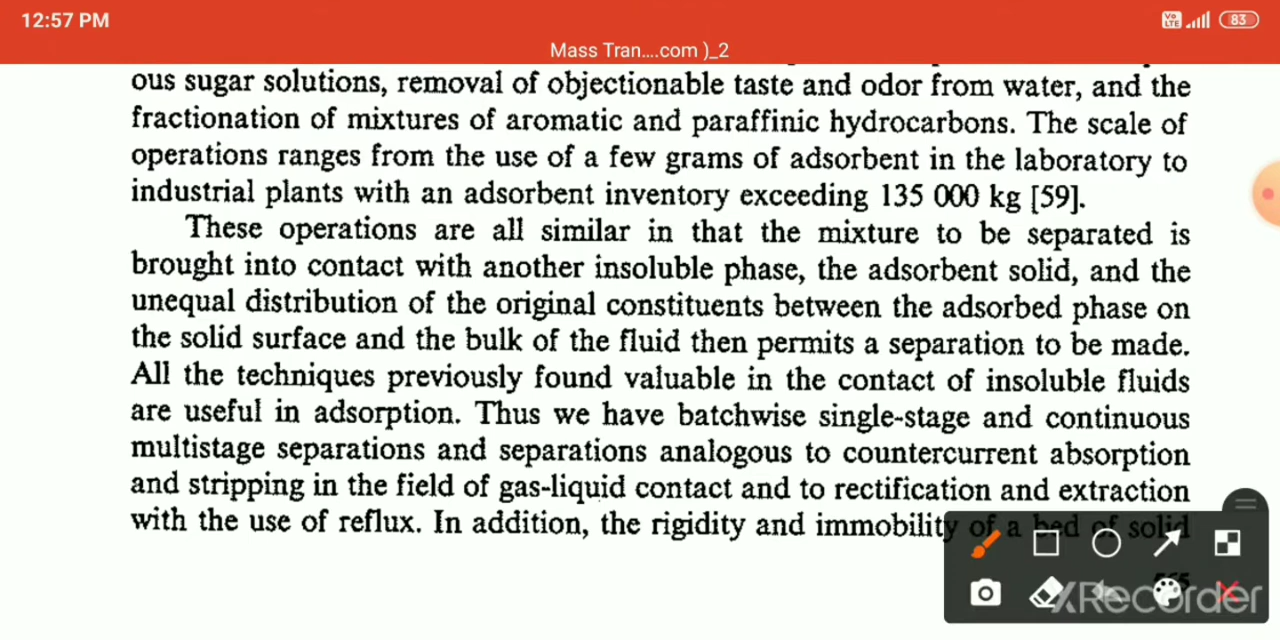 12:57 PM
Vo LTE 83
Mass Tran....com )_2
ous sugar solutions, removal of objectionable taste and odor from water, and the
fractionation of mixtures of aromatic and paraffinic hydrocarbons. The scale of
operations ranges from the use of a few grams of adsorbent in the laboratory to
industrial plants with an adsorbent inventory exceeding 135 000 kg [59].
These operations are all similar in that the mixture to be separated is
brought into contact with another insoluble phase, the adsorbent solid, and the
unequal distribution of the original constituents between the adsorbed phase on
the solid surface and the bulk of the fluid then permits a separation to be made.
All the techniques previously found valuable in the contact of insoluble fluids
are useful in adsorption. Thus we have batchwise single-stage and continuous
multistage separations and separations analogous to countercurrent absorption
and stripping in the field of gas-liquid contact and to rectification and extraction
with the use of reflux. In addition, the rigidity and immobility of a bed of solid
565
XRecorder